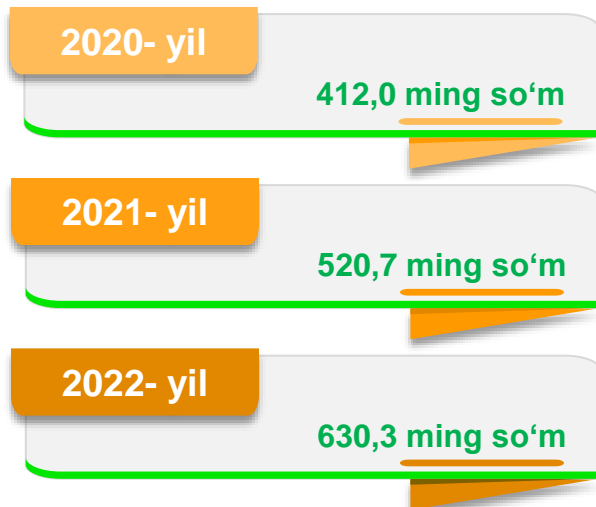 2020- yil
412,0 ming so‘m
2021- yil
520,7 ming so‘m
2022- yil
630,3 ming so‘m